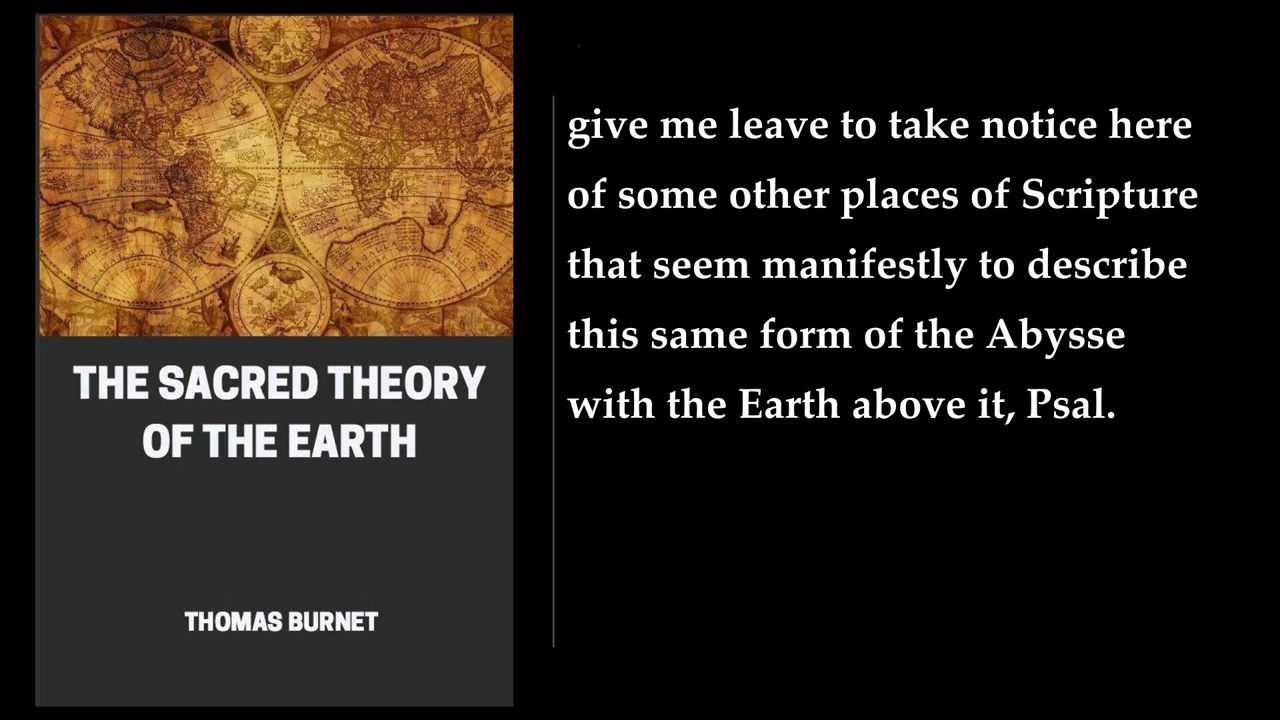 THE SACRED THEORY
OF THE EARTH
THOMAS BURNET
give me leave to take notice here
of some other places of Scripture
that seem manifestly to describe
this same form of the Abysse
with the Earth above it, Psal.